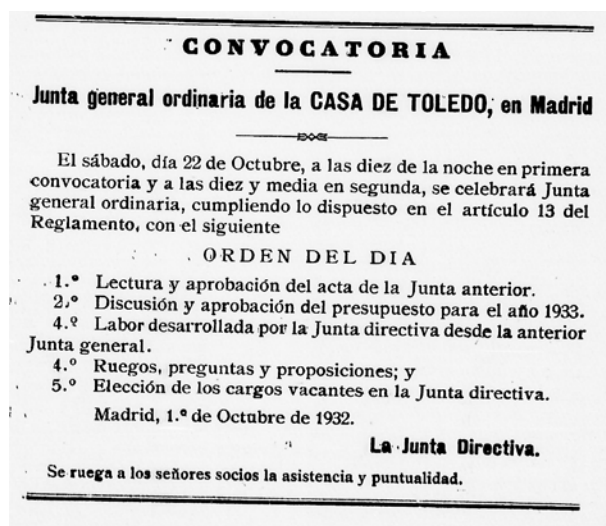 CONVOCATORIA
Junta general ordinaria de la CASA DE TOLEDO, en Madrid
El sábado, día 22 de Octubre, a las diez de la noche en primera
convocatoria y a las diez y media en segunda, se celebrará Junta
general ordinaria, cumpliendo lo dispuesto en el artículo 13 del
Reglamento, con el siguiente
ORDEN DEL DIA
1.º Lectura y aprobación del acta de la Junta anterior.
2.º Discusión y aprobación del presupuesto para el año 1933.
4.º Labor desarrollada por la Junta directiva desde la anterior
Junta general.
4.º Ruegos, preguntas y proposiciones; y
5.º Elección de los cargos vacantes en la Junta directiva.
Madrid, 1.º de Octubre de 1932.
La Junta Directiva.
Se ruega a los señores socios la asistencia y puntualidad.